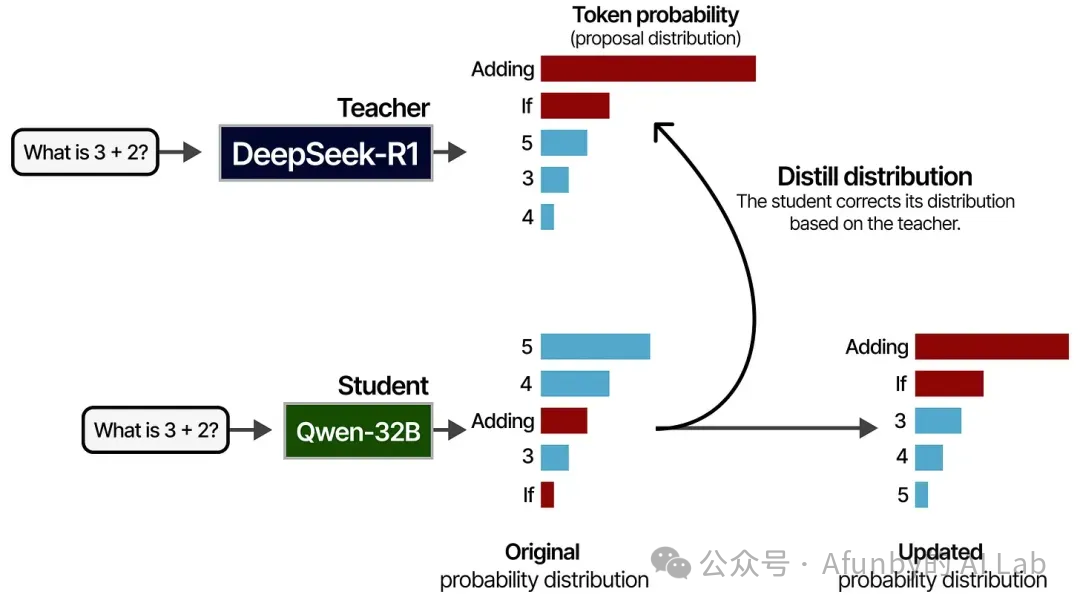 Token probability
(proposal distribution)
Adding
If
5
3
4
Teacher
What is 3 + 2?
DeepSeek-R1
Distill distribution
The student corrects its distribution
based on the teacher.
5
4
Adding
3
If
Student
What is 3 + 2?
Qwen-32B
Adding
If
3
4
5
Original
probability distribution
Updated
probability distribution
公众号 · Afunby的 AI Lab